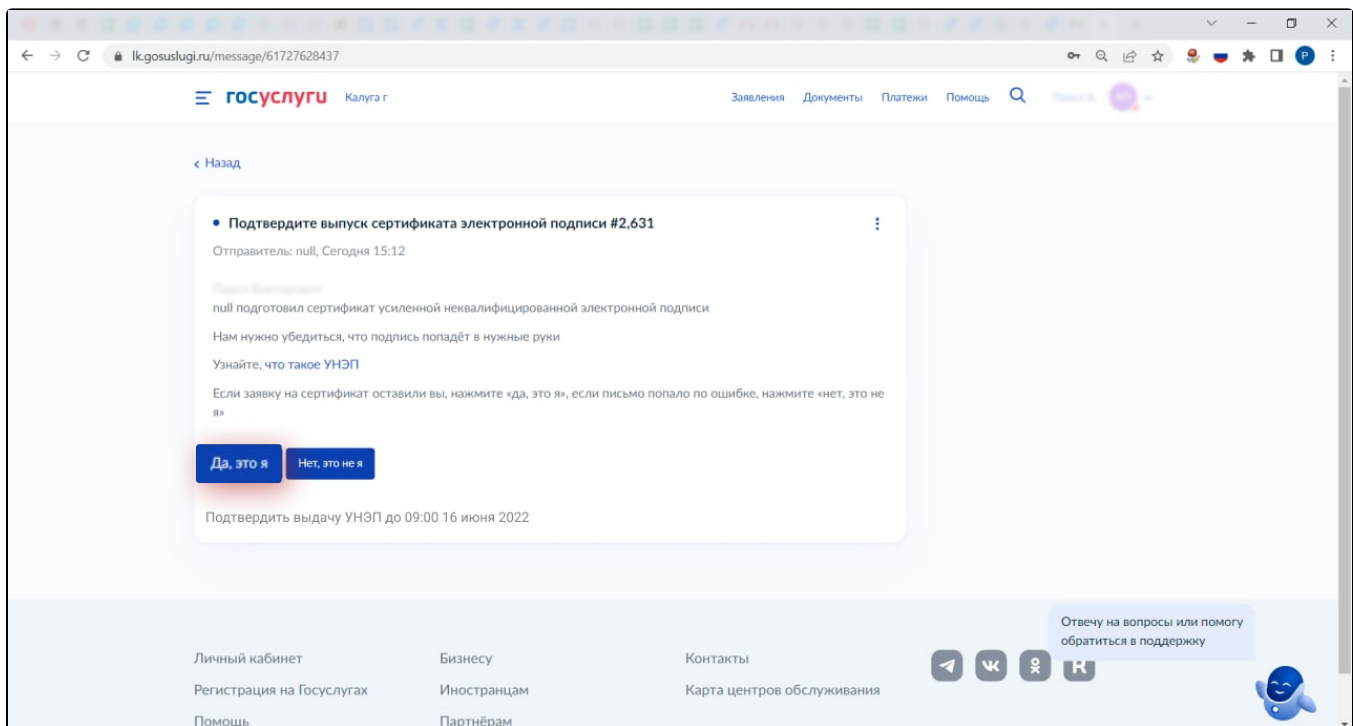 lk.gosuslugi.ru/message/61727628437
P
госуслуги Калуга г Заявления Документы Платежи Помощь
Назад
Подтвердите выпуск сертификата электронной подписи #2,631
Отправитель: null, Сегодня 15:12
null подготовил сертификат усиленной неквалифицированной электронной подписи
Нам нужно убедиться, что подпись попадёт в нужные руки
Узнайте, что такое УНЭП
Если заявку на сертификат оставили вы, нажмите «да, это я», если письмо попало по ошибке, нажмите «нет, это не
я»
Да, это я Нет, это не я
Подтвердить выдачу УНЭП до 09:00 16 июня 2022
Отвечу на вопросы или помогу
обратиться в поддержку
Личный кабинет Бизнесу Контакты
Регистрация на Госуслугах Иностранцам Карта центров обслуживания
Помощь Партнёрам